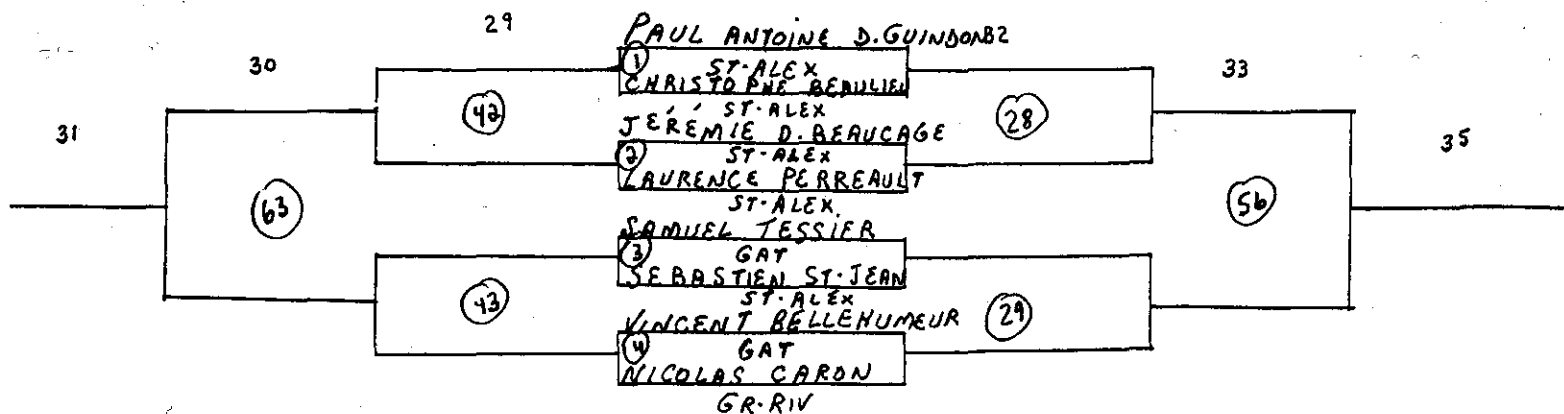 29
PAUL ANTOINE D.GUINDON B2
30
① ST-ALEX
33
CHRISTOPHE BEAULIEU
42
ST-ALEX
28
31
JÉRÉMIE D.BEAUCAGE
35
② ST-ALEX
LAURENCE PERREAULT
63
ST-ALEX
56
SAMUEL TESSIER
③ GAT
SEBASTIEN ST-JEAN
43
ST-ALEX
29
VINCENT BELLEHUMEUR
④ GAT
NICOLAS CARON
GR-RIV